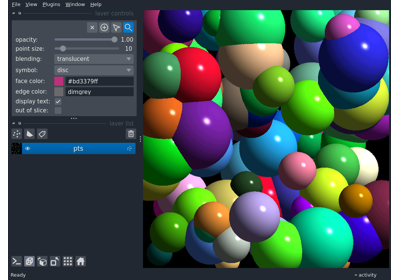 File View Plugins Window Help
layer controls
opacity: 1.00
point size: 10
blending: translucent
symbol: disc
face color: #bd3379ff
edge color: dimgrey
display text:
out of slice:
layer list
pts
Ready
activity